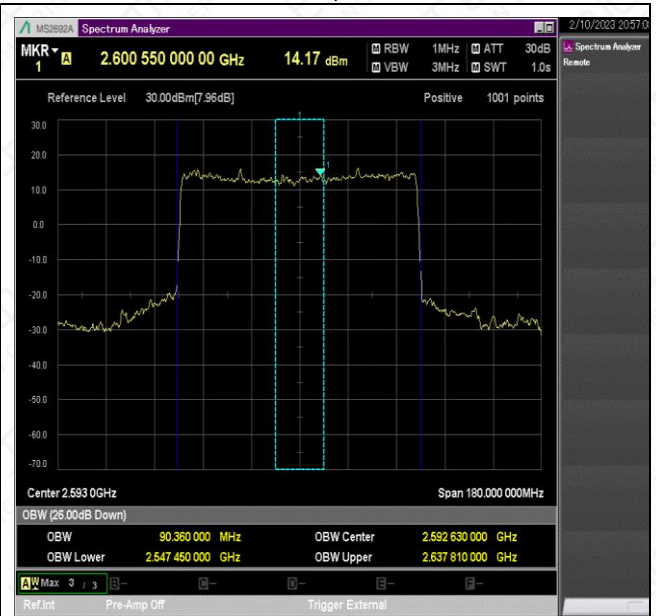 MS2692A Spectrum Analyzer
2/10/2023 20:57:0
MKR A 2.600 550 000 00 GHz 14.17 dBm M RBW 1MHz M ATT 30dB
1 M VBW 3MHz M SWT 1.0s
Spectrum Analyzer
Remote
Reference Level 30.00dBm[7.96dB] Positive 1001 points
1
30.0
20.0
1
10.0
0.0
-10.0
-20.0
-30.0
-40.0
-50.0
-60.0
-70.0
Center 2.593 0GHz Span 180.000 000MHz
OBW (26.00dB Down)
OBW 90.360 000 MHz OBW Center 2.592 630 000 GHz
OBW Lower 2.547 450 000 GHz OBW Upper 2.637 810 000 GHz
A W Max 3 / 3 B- C- D- E- F-
Ref.Int Pre-Amp Off Trigger External